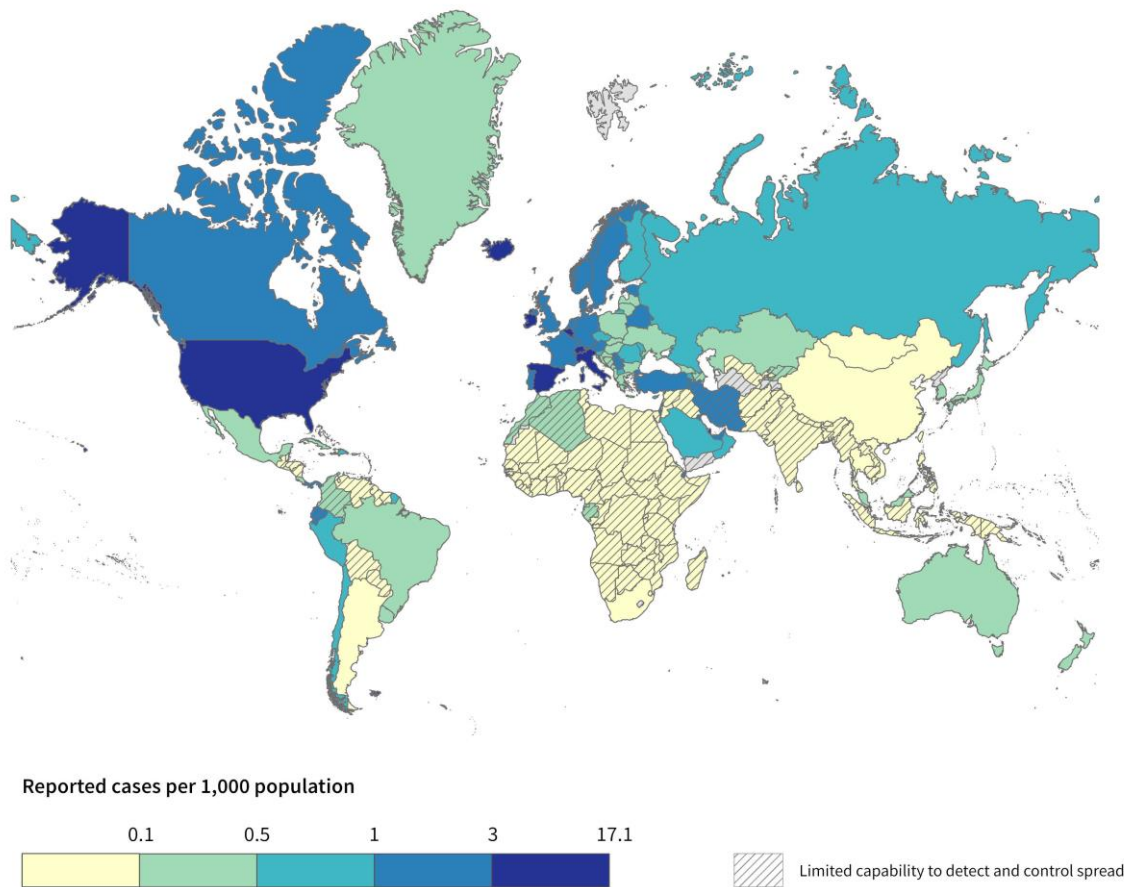 Reported cases per 1,000 population
0.1 0.5 1 3 17.1
Limited capability to detect and control spread